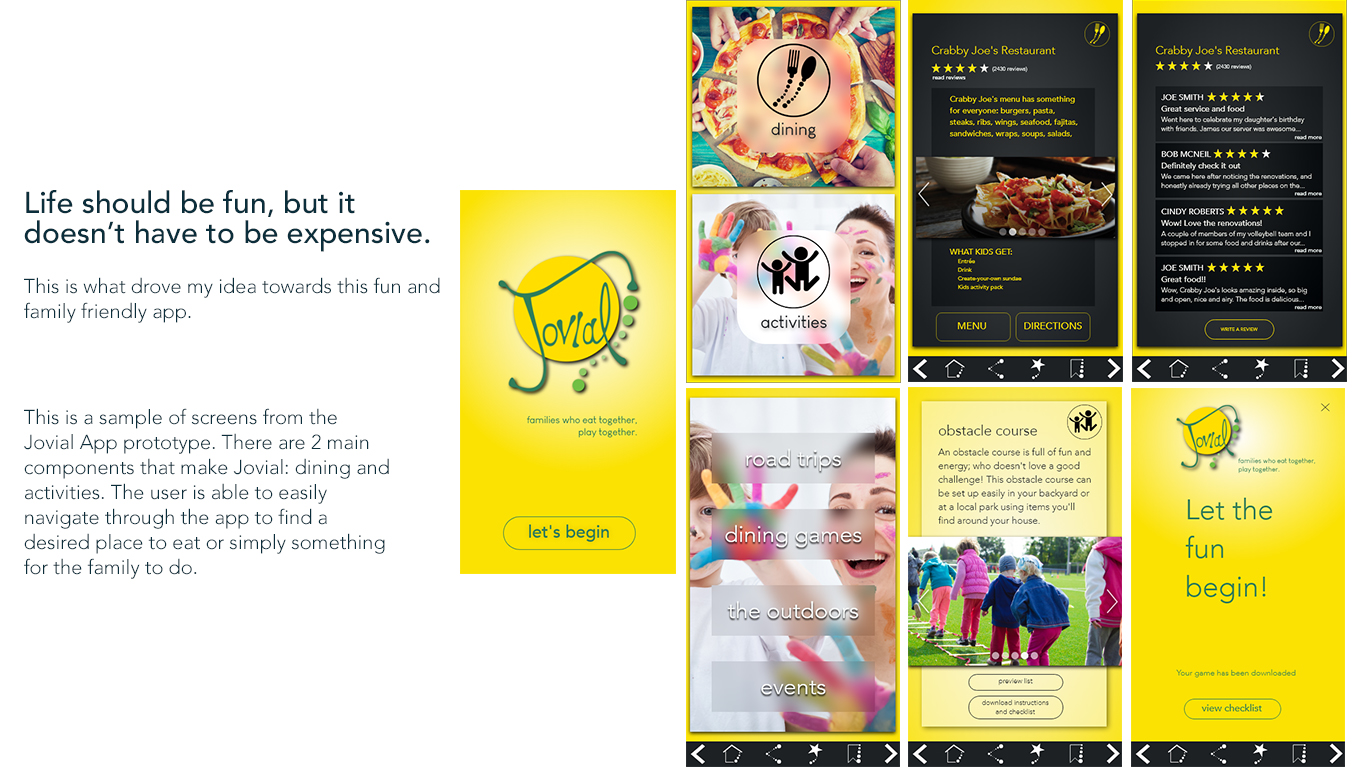 Life should be fun, but it
doesn’t have to be expensive.
This is what drove my idea towards this fun and
family friendly app.
This is a sample of screens from the
Jovial App prototype. There are 2 main
components that make Jovial: dining and
activities. The user is able to easily
navigate through the app to find a
desired place to eat or simply something
for the family to do.
Jovial
families who eat together,
play together.
let's begin
dining
activities
Crabby Joe's Restaurant
(2430 reviews)
read reviews
Crabby Joe's menu has something
for everyone: burgers, pasta,
steaks, ribs, wings, seafood, fajitas,
sandwiches, wraps, soups, salads,
WHAT KIDS GET:
Entrée
Drink
Create-your-own sundae
Kids activity pack
MENU
DIRECTIONS
Crabby Joe's Restaurant
(2430 reviews)
JOE SMITH
Great service and food
Went here to celebrate my daughter's birthday
with friends. James our server was awesome...
read more
BOB MCNEIL
Definitely check it out
We came here after noticing the renovations, and
honestly already trying all other places on the...
read more
CINDY ROBERTS
Wow! Love the renovations!
A couple of members of my volleyball team and I
stopped in for some food and drinks after our...
read more
JOE SMITH
Great food!!
Wow, Crabby Joe's looks amazing inside, so big
and open, nice and airy. The food is delicious...
read more
WRITE A REVIEW
road trips
dining games
the outdoors
events
obstacle course
An obstacle course is full of fun and
energy; who doesn't love a good
challenge! This obstacle course can
be set up easily in your backyard or
at a local park using items you'll
find around your house.
preview list
download instructions
and checklist
Jovial
families who eat together,
play together.
Let the
fun
begin!
Your game has been downloaded
view checklist